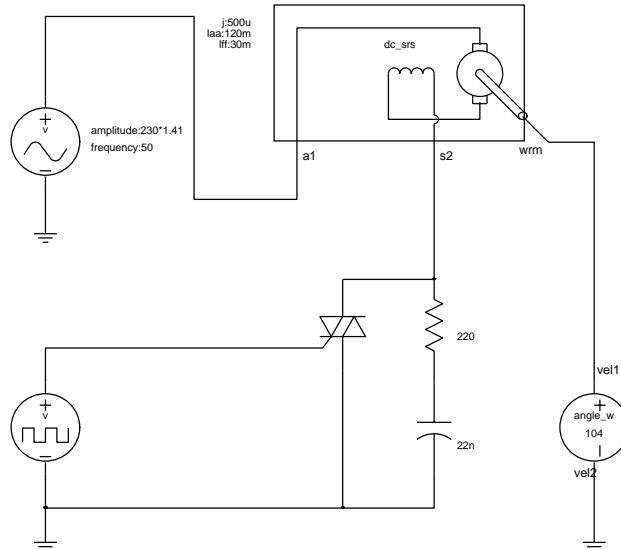 j:500u
laa:120m
lff:30m
dc_srs
v
amplitude:230*1.41
frequency:50
a1
s2
wrm
220
vel1
v
angle_w
104
22n
vel2